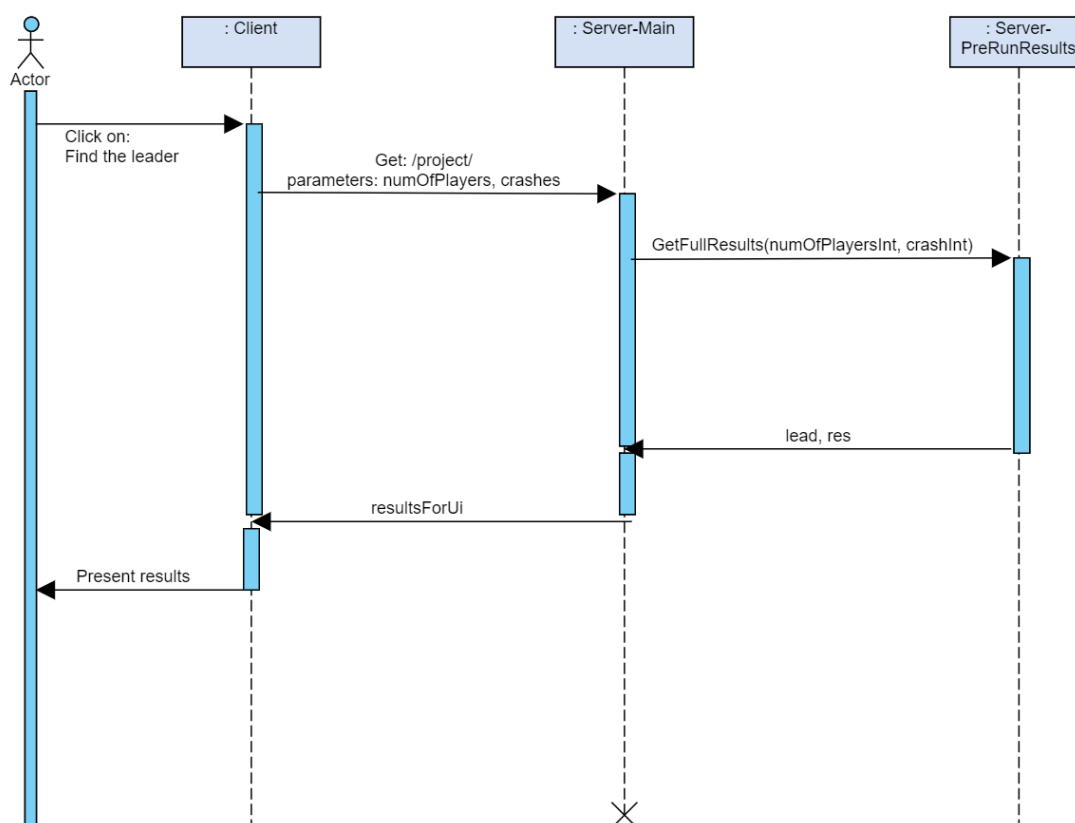 : Client
: Server-Main
: Server-
PreRunResults
Actor
Click on:
Find the leader
Get: /project/
parameters: numOfPlayers, crashes
GetFullResults(numOfPlayersInt, crashInt)
lead, res
resultsForUi
Present results